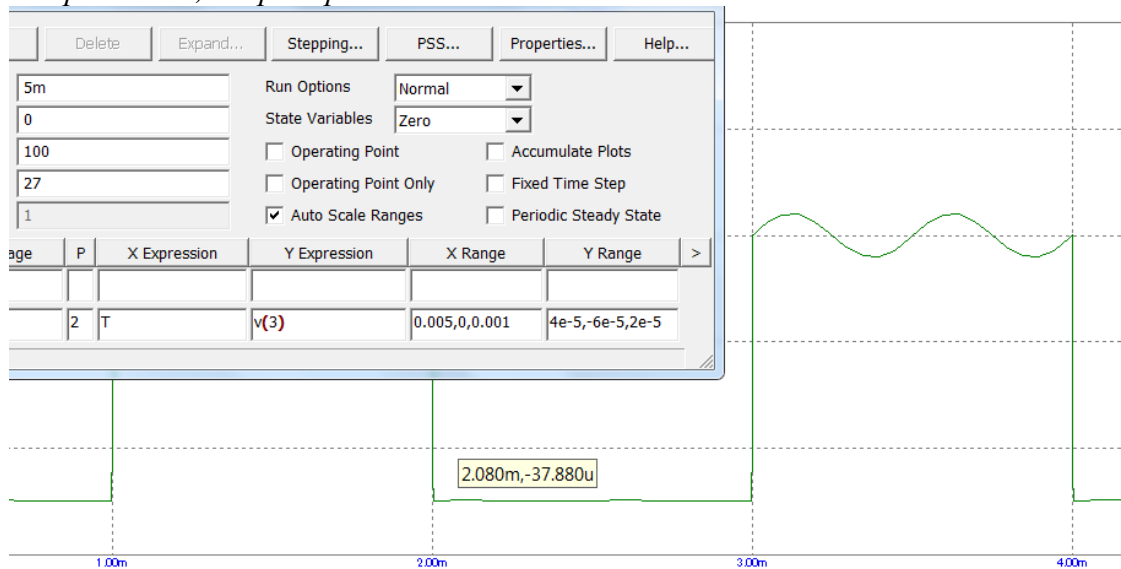 Delete Expand... Stepping... PSS... Properties... Help...
5m Run Options Normal
0 State Variables Zero
100 Operating Point Accumulate Plots
27 Operating Point Only Fixed Time Step
1 Auto Scale Ranges Periodic Steady State
age P X Expression Y Expression X Range Y Range >
2 T v(3) 0.005,0,0.001 4e-5,-6e-5,2e-5
2.080m,-37.880u
1.00m 2.00m 3.00m 4.00m